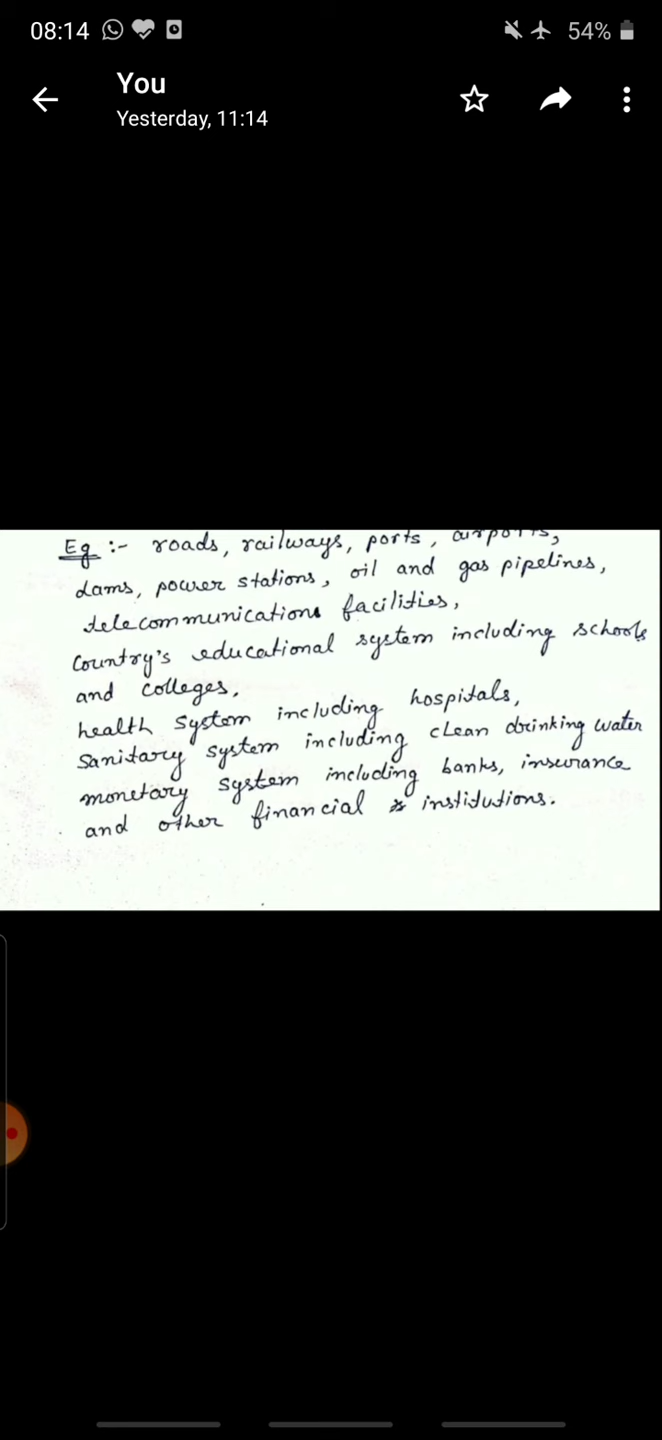 08:14 54%
You
Yesterday, 11:14
Eg :- roads, railways, ports, airports,
dams, power stations, oil and gas pipelines,
telecommunications facilities,
Country's educational system including schools
and colleges,
health system including hospitals,
Sanitary system including clean drinking water
monetary system including banks, insurance
and other financial institutions.